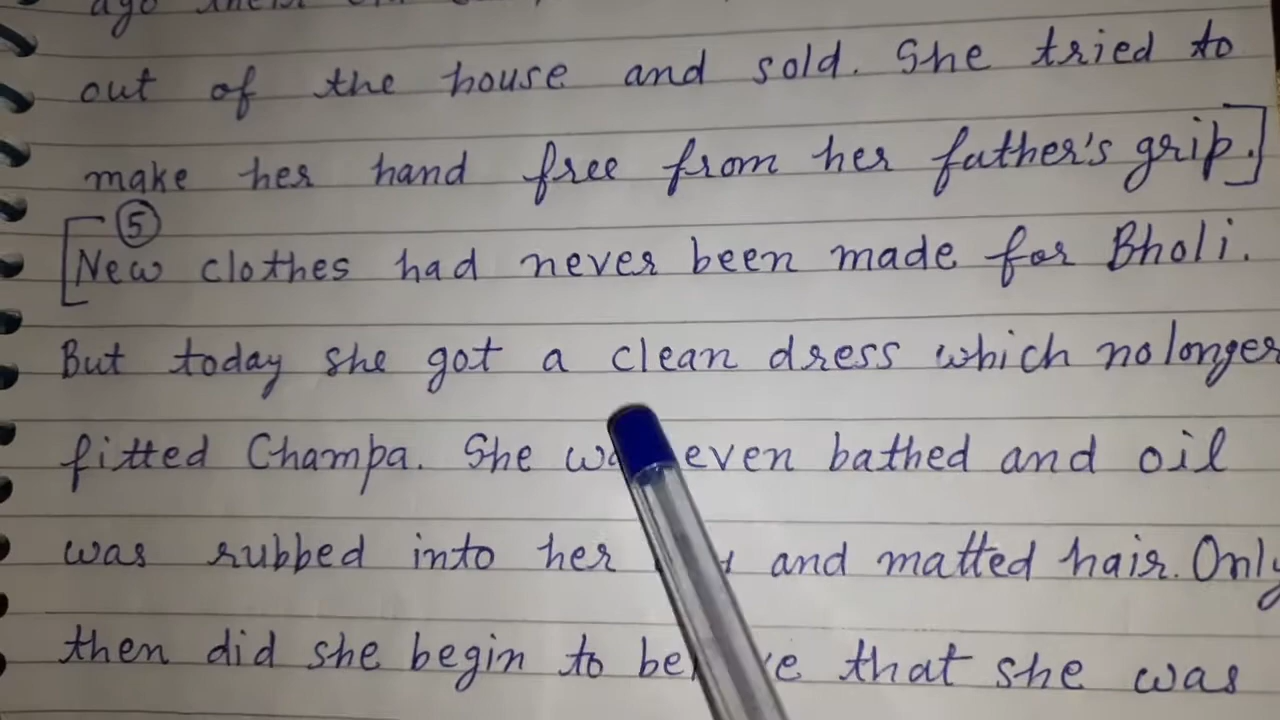 ago
out of the house and sold. She tried to
make her hand free from her father's grip.]
5
[New clothes had never been made for Bholi.
But today she got a clean dress which no longer
fitted Champa. She even bathed and oil
was rubbed into her and matted hair. Only
then did she begin to that she was